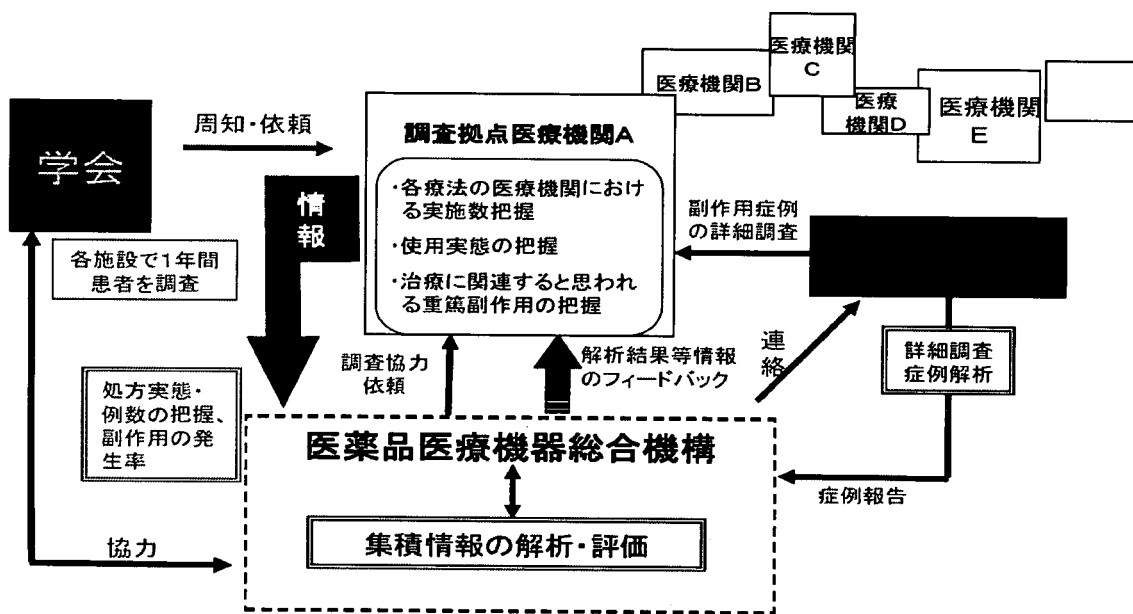 医療機関
C
医療機関B
医療
機関D
医療機関
E
学会
周知・依頼
調査拠点医療機関A
・各療法の医療機関におけ
る実施数把握
・使用実態の把握
・治療に関連すると思われ
る重篤副作用の把握
情
報
副作用症例
の詳細調査
各施設で1年間
患者を調査
調査協力
依頼
解析結果等情報
のフィードバック
連
絡
詳細調査
症例解析
処方実態・
例数の把握、
副作用の発
生率
医薬品医療機器総合機構
症例報告
集積情報の解析・評価
協力